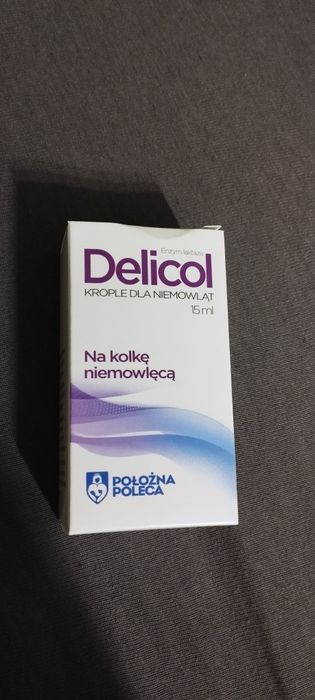 Enzym laktaza
Delicol
KROPLE DLA NIEMOWLĄT
15 ml
Na kolkę
niemowlęcą
POŁOŻNA
POLECA